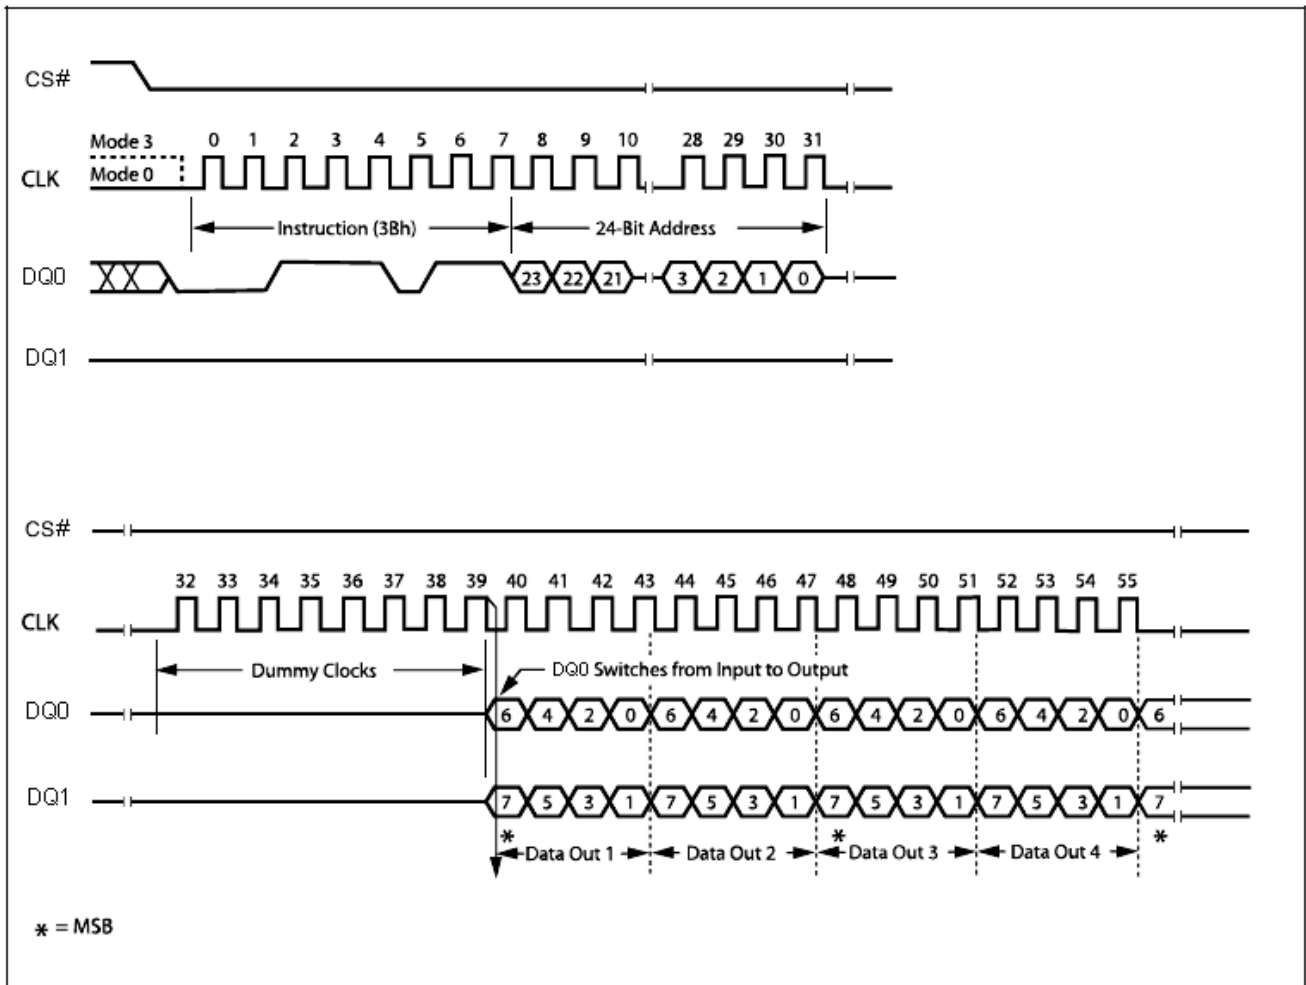 CS#
Mode 3 0 1 2 3 4 5 6 7 8 9 10 28 29 30 31
CLK Mode 0
Instruction (3Bh) 24-Bit Address
DQ0 23 22 21 3 2 1 0
DQ1
CS#
32 33 34 35 36 37 38 39 40 41 42 43 44 45 46 47 48 49 50 51 52 53 54 55
CLK
Dummy Clocks DQ0 Switches from Input to Output
DQ0 6 4 2 0 6 4 2 0 6 4 2 0 6 4 2 0 6
DQ1 7 5 3 1 7 5 3 1 7 5 3 1 7 5 3 1 7
* * *
Data Out 1 Data Out 2 Data Out 3 Data Out 4
* = MSB